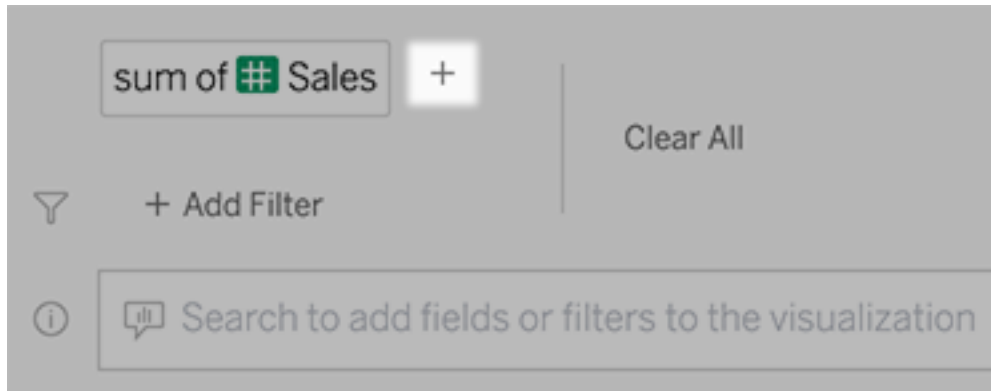 sum of # Sales +
Clear All
+ Add Filter
Search to add fields or filters to the visualization